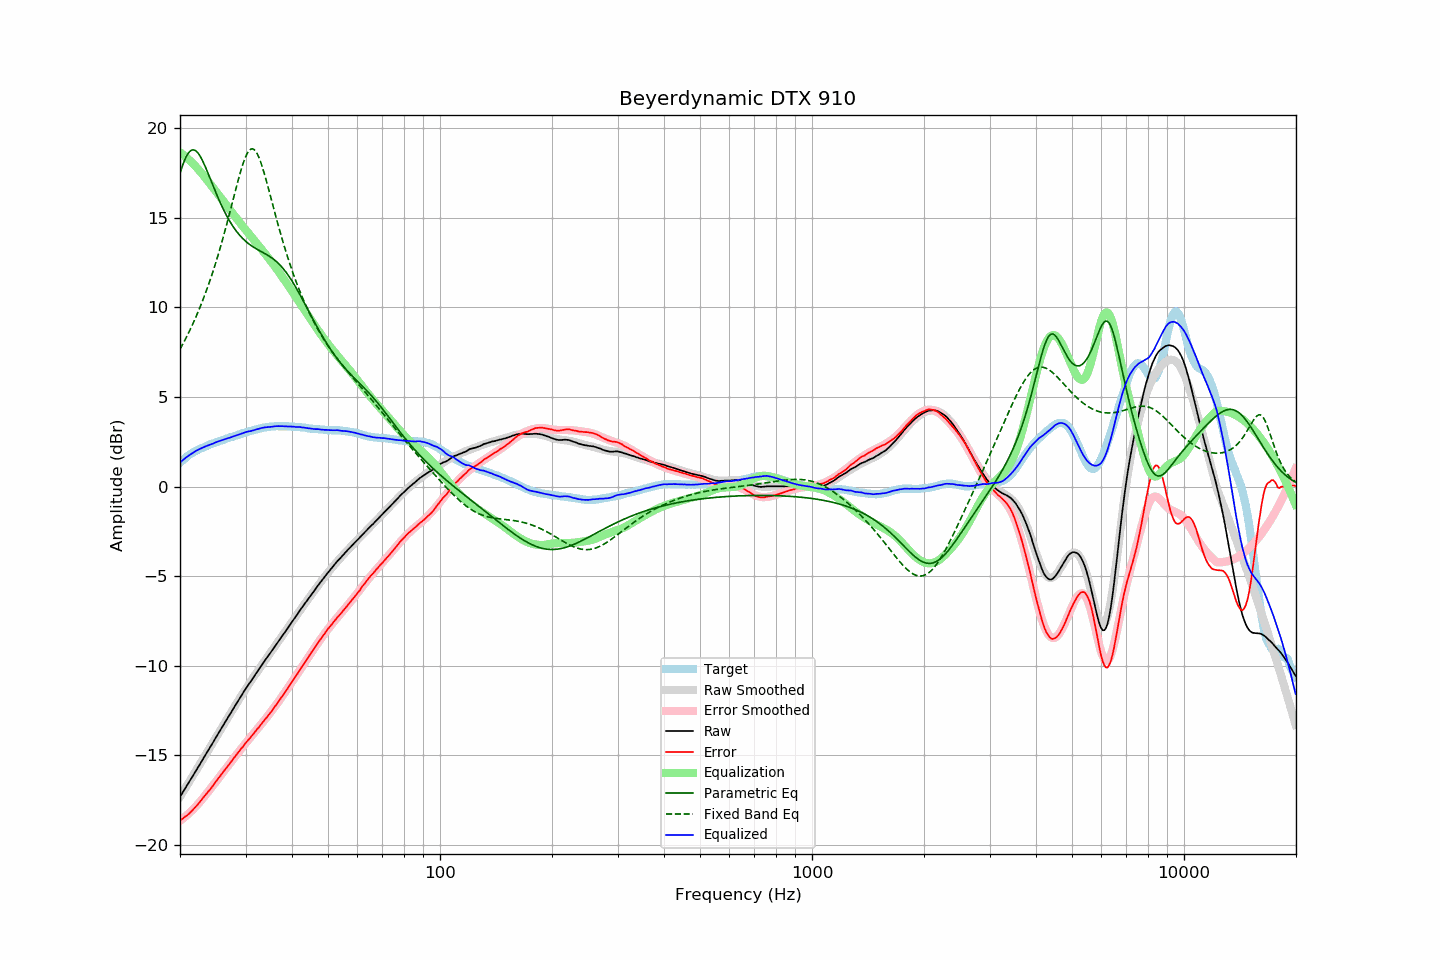 Beyerdynamic DTX 910
20
15
10
5
0
−5
−10
−15
−20
Amplitude (dBr)
Target
Raw Smoothed
Error Smoothed
Raw
Error
Equalization
Parametric Eq
Fixed Band Eq
Equalized
100
1000
10000
Frequency (Hz)